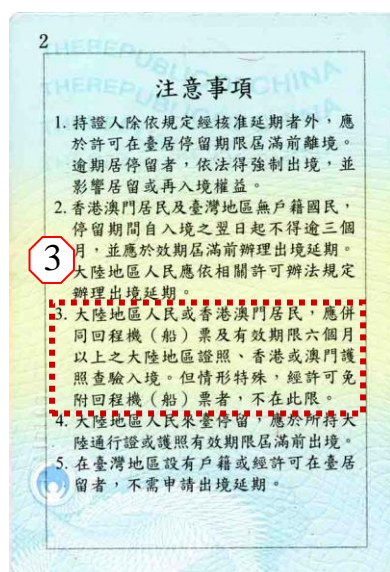 2
THE REPUBLIC OF CHINA
注意事項
1. 持證人除依規定經核准延期者外，應
於許可在臺居停留期限屆滿前離境。
逾期居停留者，依法得強制出境，並
影響居留或再入境權益。
2. 香港澳門居民及臺灣地區無戶籍國民，
停留期間自入境之翌日起不得逾三個
月，並應於效期屆滿前辦理出境延期。
大陸地區人民應依相關許可辦法規定
辦理出境延期。
3
3. 大陸地區人民或香港澳門居民，應併
同回程機（船）票及有效期限六個月
以上之大陸地區證照、香港或澳門護
照查驗入境。但情形特殊，經許可免
附回程機（船）票者，不在此限。
4. 大陸地區人民來臺停留，應於所持大
陸通行證或護照有效期限屆滿前出境。
5. 在臺灣地區設有戶籍或經許可在臺居
留者，不需申請出境延期。